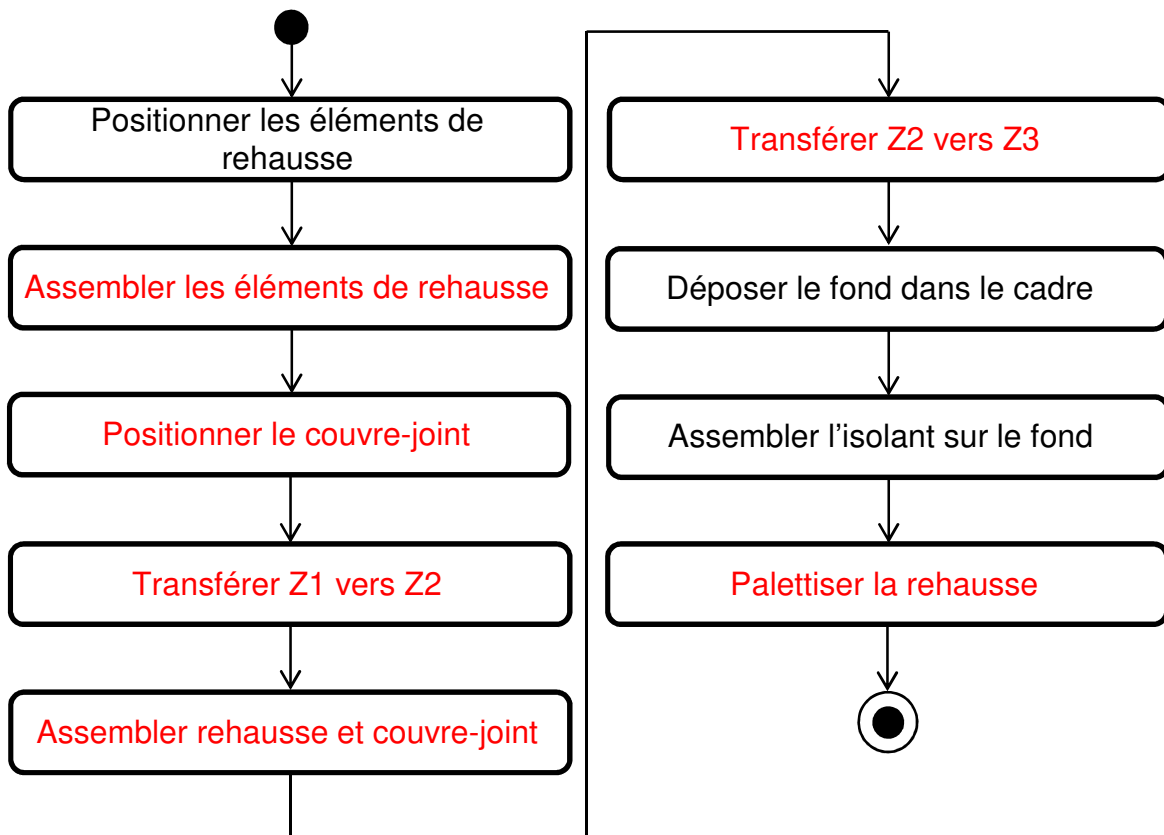 Positionner les éléments de
rehausse
Assembler les éléments de rehausse
Positionner le couvre-joint
Transférer Z1 vers Z2
Assembler rehausse et couvre-joint
Transférer Z2 vers Z3
Déposer le fond dans le cadre
Assembler l’isolant sur le fond
Palettiser la rehausse